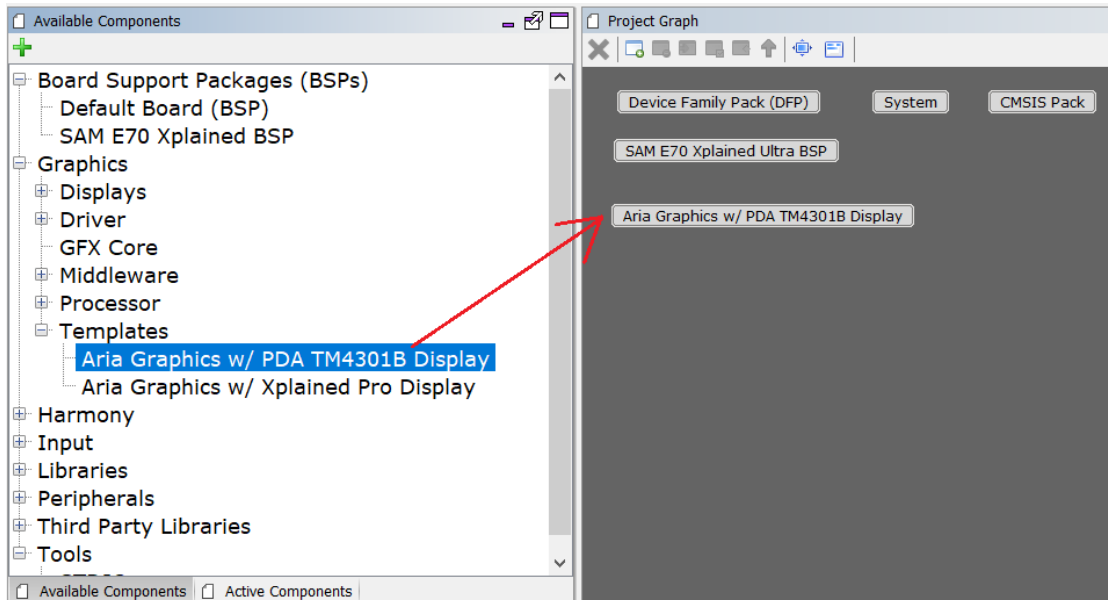 Available Components
Board Support Packages (BSPs)
Default Board (BSP)
SAM E70 Xplained BSP
Graphics
Displays
Driver
GFX Core
Middleware
Processor
Templates
Aria Graphics w/ PDA TM4301B Display
Aria Graphics w/ Xplained Pro Display
Harmony
Input
Libraries
Peripherals
Third Party Libraries
Tools
Available Components
Active Components
Project Graph
Device Family Pack (DFP)
System
CMSIS Pack
SAM E70 Xplained Ultra BSP
Aria Graphics w/ PDA TM4301B Display